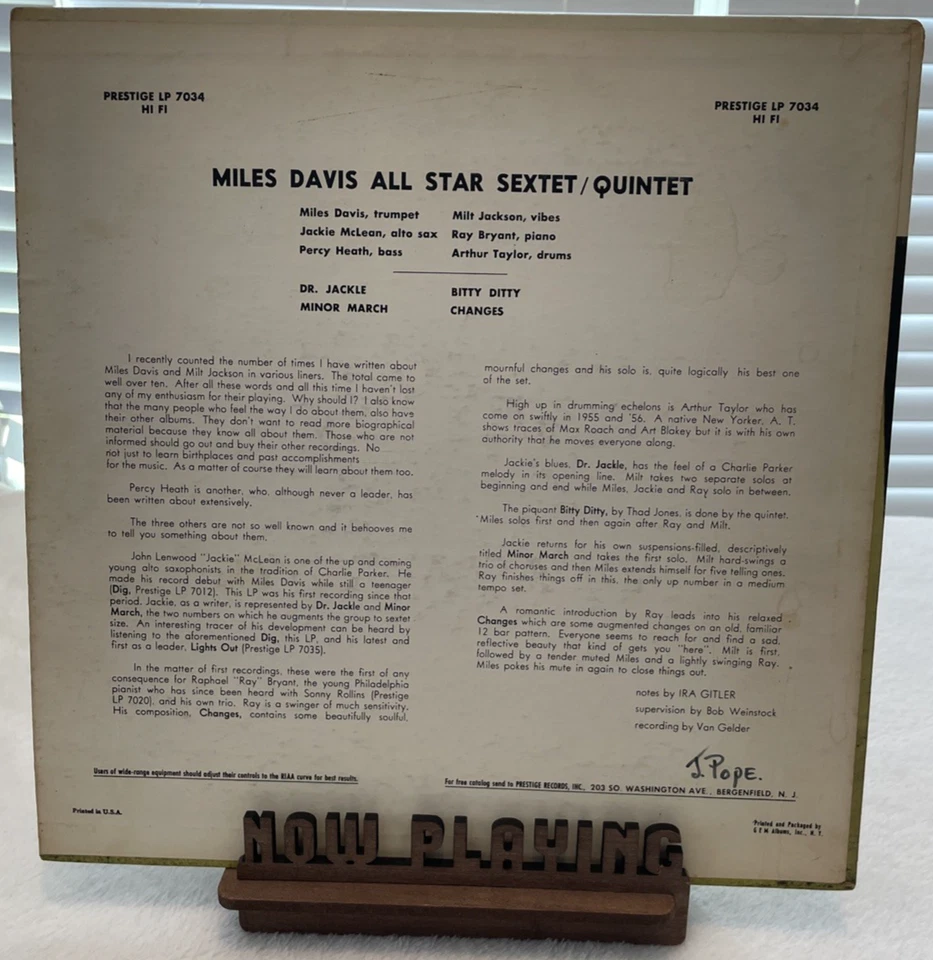 PRESTIGE LP 7034
HI FI
PRESTIGE LP 7034
HI FI
MILES DAVIS ALL STAR SEXTET/QUINTET
Miles Davis, trumpet
Jackie McLean, alto sax
Percy Heath, bass
Milt Jackson, vibes
Ray Bryant, piano
Arthur Taylor, drums
DR. JACKLE
MINOR MARCH
BITTY DITTY
CHANGES
I recently counted the number of times I have written about
Miles Davis and Milt Jackson in various liners. The total came to
well over ten. After all these words and all this time I haven't lost
any of my enthusiasm for their playing. Why should I? I also know
that the many people who feel the way I do about them, also have
their other albums. They don't want to read more biographical
material because they know all about them. Those who are not
informed should go out and buy their other recordings. No
not just to learn birthplaces and past accomplishments
for the music. As a matter of course they will learn about them too.
Percy Heath is another, who, although never a leader, has
been written about extensively.
The three others are not so well known and it behooves me
to tell you something about them.
John Lenwood "Jackie" McLean is one of the up and coming
young alto saxophonists in the tradition of Charlie Parker. He
made his record debut with Miles Davis while still a teenager
(Dig, Prestige LP 7012). This LP was his first recording since that
period. Jackie, as a writer, is represented by Dr. Jackle and Minor
March, the two numbers on which he augments the group to sextet
size. An interesting tracer of his development can be heard by
listening to the aforementioned Dig, this LP, and his latest and
first as a leader, Lights Out (Prestige LP 7035).
In the matter of first recordings, these were the first of any
consequence for Raphael "Ray" Bryant, the young Philadelphia
pianist who has since been heard with Sonny Rollins (Prestige
LP 7020), and his own trio. Ray is a swinger of much sensitivity.
His composition, Changes, contains some beautifully soulful,
mournful changes and his solo is, quite logically his best one
of the set.
High up in drumming echelons is Arthur Taylor who has
come on swiftly in 1955 and '56. A native New Yorker, A. T.
shows traces of Max Roach and Art Blakey but it is with his own
authority that he moves everyone along.
Jackie's blues, Dr. Jackle, has the feel of a Charlie Parker
melody in its opening line. Milt takes two separate solos at
beginning and end while Miles, Jackie and Ray solo in between.
The piquant Bitty Ditty, by Thad Jones, is done by the quintet.
Miles solos first and then again after Ray and Milt.
Jackie returns for his own suspensions-filled, descriptively
titled Minor March and takes the first solo. Milt hard-swings a
trio of choruses and then Miles extends himself for five telling ones.
Ray finishes things off in this, the only up number in a medium
tempo set.
A romantic introduction by Ray leads into his relaxed
Changes which are some augmented changes on an old, familiar
12 bar pattern. Everyone seems to reach for and find a sad,
reflective beauty that kind of gets you "here". Milt is first,
followed by a tender muted Miles and a lightly swinging Ray.
Miles pokes his mute in again to close things out.
notes by IRA GITLER
supervision by Bob Weinstock
recording by Van Gelder
J. POPE.
Users of wide-range equipment should adjust their controls to the RIAA curve for best results.
For free catalog send to PRESTIGE RECORDS, INC., 203 SO. WASHINGTON AVE., BERGENFIELD, N. J.
Printed in U.S.A.
Printed and Packaged by
G E M Albums, Inc., N. Y.
NOW PLAYING